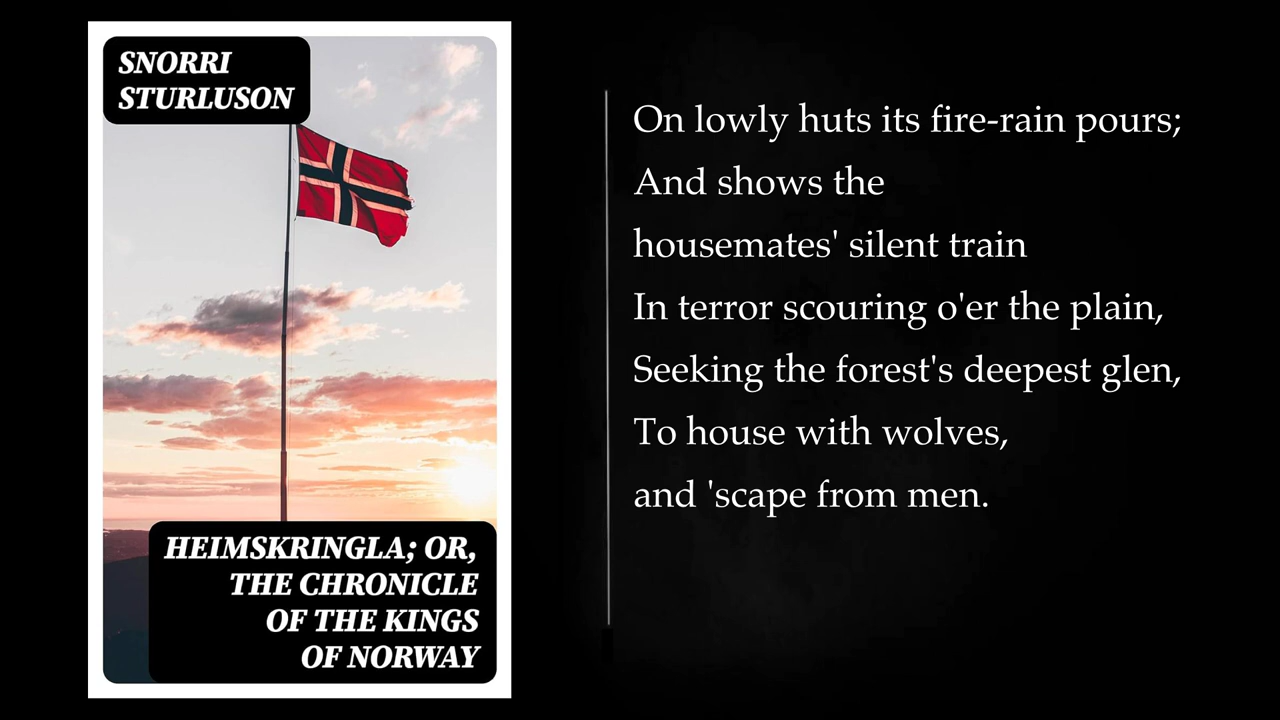 SNORRI
STURLUSON
HEIMSKRINGLA; OR,
THE CHRONICLE
OF THE KINGS
OF NORWAY
On lowly huts its fire-rain pours;
And shows the
housemates' silent train
In terror scouring o'er the plain,
Seeking the forest's deepest glen,
To house with wolves,
and 'scape from men.